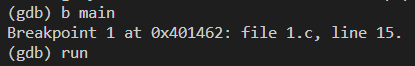 (gdb) b main
Breakpoint 1 at 0x401462: file 1.c, line 15.
(gdb) run